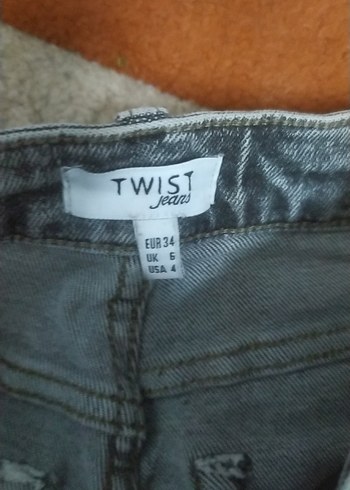 TWIST
Jeans
EUR 34
UK 6
USA 4